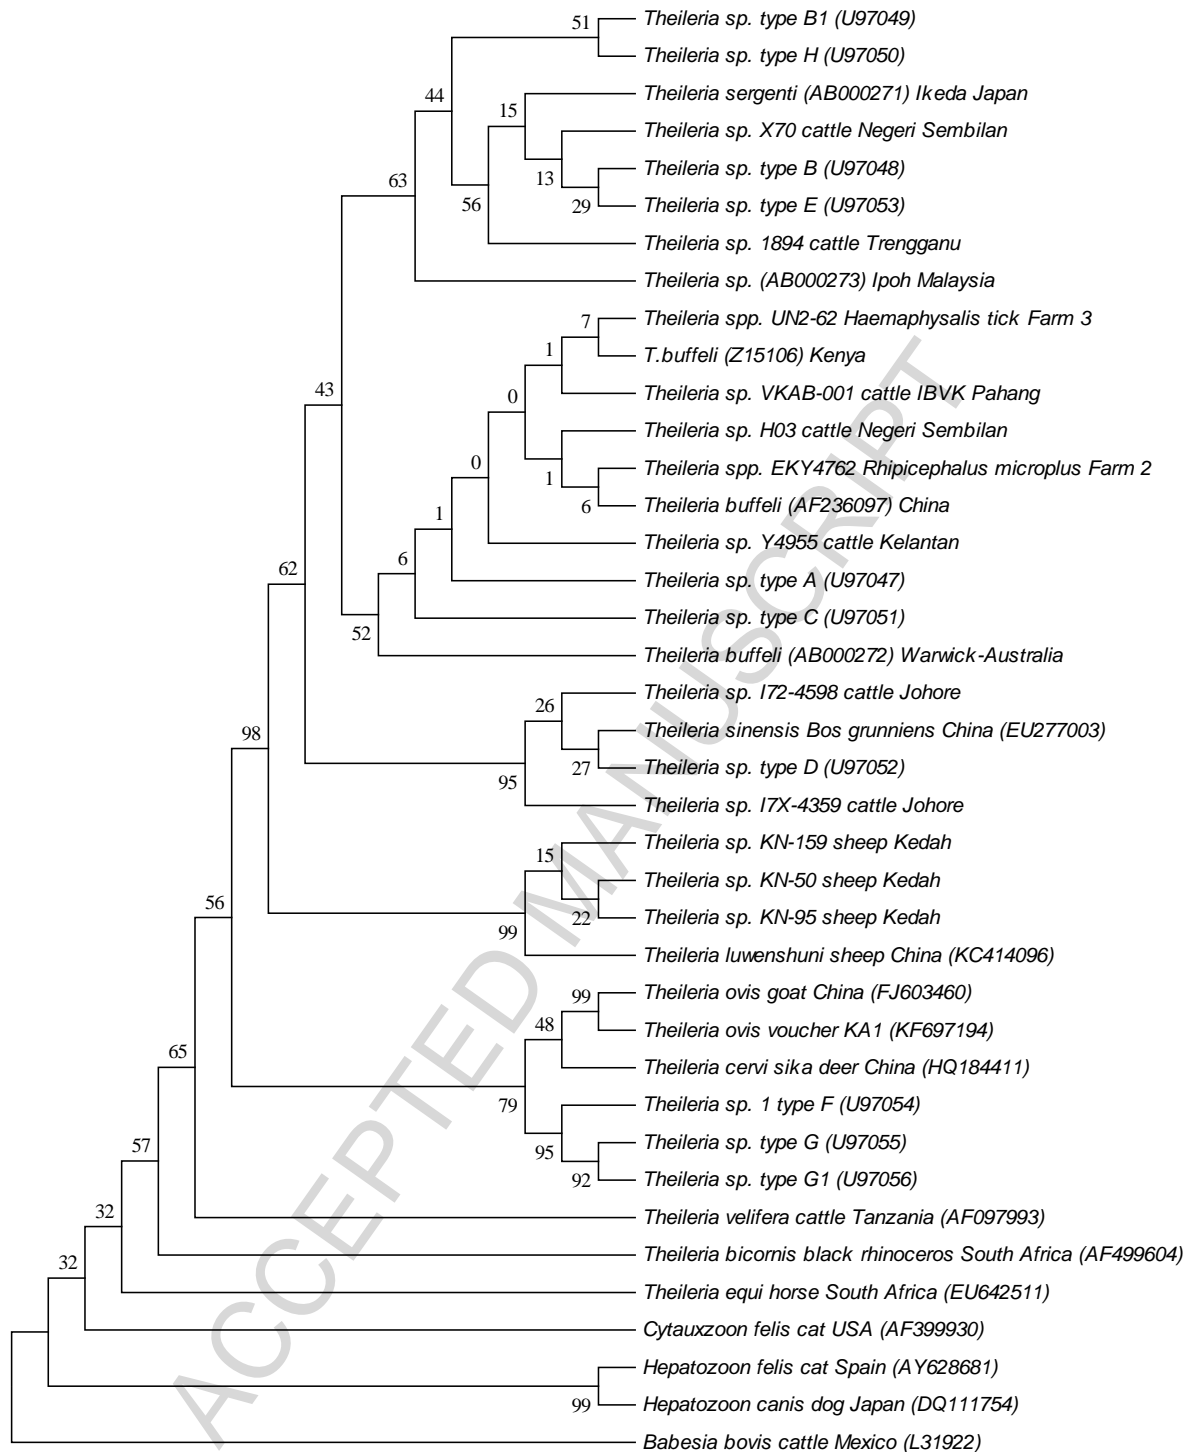 51
Theileria sp. type B1 (U97049)
Theileria sp. type H (U97050)
44
Theileria sergenti (AB000271) Ikeda Japan
15
Theileria sp. X70 cattle Negeri Sembilan
13
Theileria sp. type B (U97048)
63
29
Theileria sp. type E (U97053)
56
Theileria sp. 1894 cattle Trengganu
Theileria sp. (AB000273) Ipoh Malaysia
7
Theileria spp. UN2-62 Haemaphysalis tick Farm 3
1
T.buffeli (Z15106) Kenya
43
0
Theileria sp. VKAB-001 cattle IBVK Pahang
Theileria sp. H03 cattle Negeri Sembilan
0
1
Theileria spp. EKY4762 Rhipicephalus microplus Farm 2
1
6
Theileria buffeli (AF236097) China
6
Theileria sp. Y4955 cattle Kelantan
62
Theileria sp. type A (U97047)
52
Theileria sp. type C (U97051)
Theileria buffeli (AB000272) Warwick-Australia
26
Theileria sp. I72-4598 cattle Johore
98
Theileria sinensis Bos grunniens China (EU277003)
27
Theileria sp. type D (U97052)
95
Theileria sp. I7X-4359 cattle Johore
15
Theileria sp. KN-159 sheep Kedah
Theileria sp. KN-50 sheep Kedah
56
22
Theileria sp. KN-95 sheep Kedah
99
Theileria luwenshuni sheep China (KC414096)
99
Theileria ovis goat China (FJ603460)
48
Theileria ovis voucher KA1 (KF697194)
65
Theileria cervi sika deer China (HQ184411)
79
Theileria sp. 1 type F (U97054)
95
Theileria sp. type G (U97055)
57
92
Theileria sp. type G1 (U97056)
32
Theileria velifera cattle Tanzania (AF097993)
32
Theileria bicornis black rhinoceros South Africa (AF499604)
Theileria equi horse South Africa (EU642511)
Cytauxzoon felis cat USA (AF399930)
Hepatozoon felis cat Spain (AY628681)
99
Hepatozoon canis dog Japan (DQ111754)
Babesia bovis cattle Mexico (L31922)
ACCEPTED MANUSCRIPT